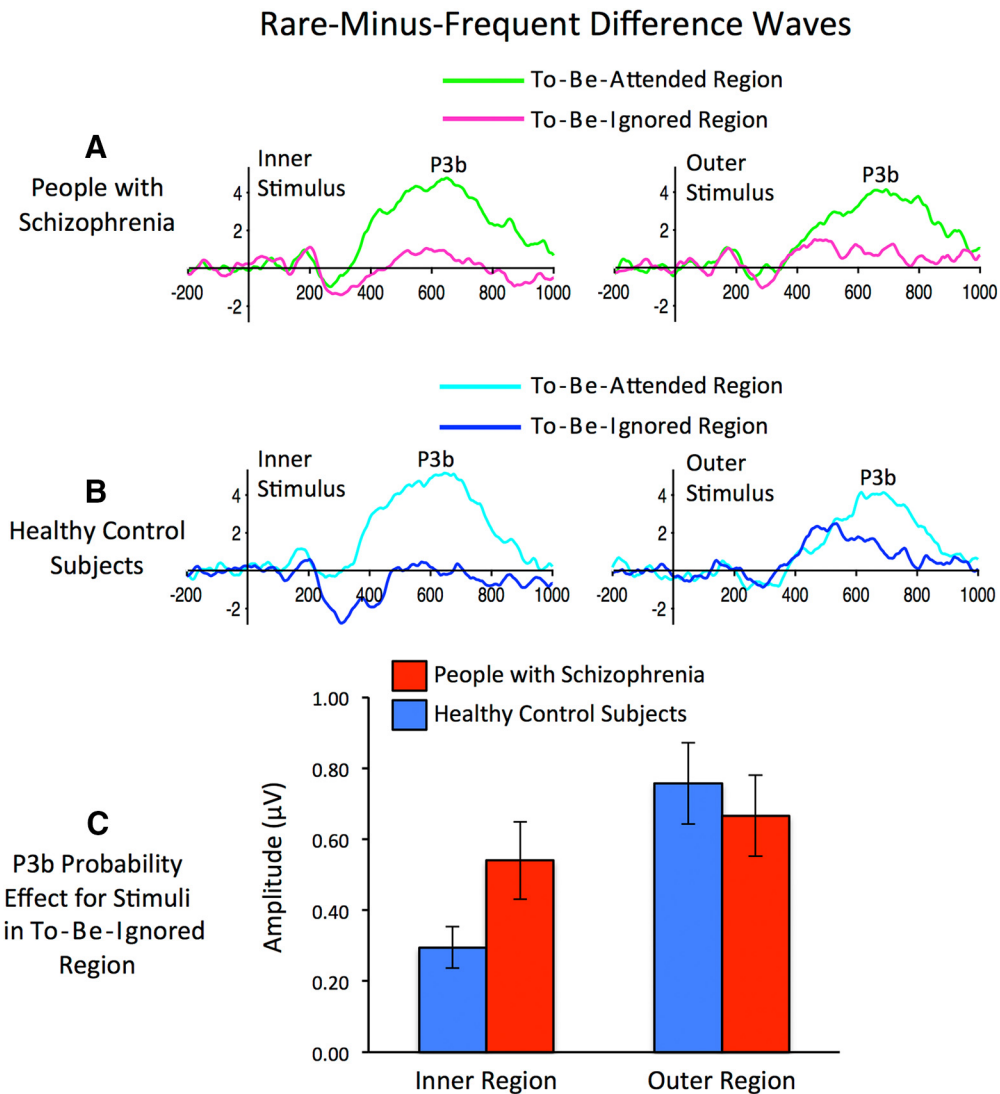 Rare-Minus-Frequent Difference Waves
To-Be-Attended Region
To-Be-Ignored Region
A
People with
Schizophrenia
Inner
Stimulus
P3b
4
2
-2
-200
200
400
600
800
1000
Outer
Stimulus
P3b
4
2
-2
-200
200
400
600
800
1000
To-Be-Attended Region
To-Be-Ignored Region
B
Healthy Control
Subjects
Inner
Stimulus
P3b
4
2
-2
-200
200
400
600
800
1000
Outer
Stimulus
P3b
4
2
-2
-200
200
400
600
800
1000
C
P3b Probability
Effect for Stimuli
in To-Be-Ignored
Region
People with Schizophrenia
Healthy Control Subjects
Amplitude (µV)
1.00
0.80
0.60
0.40
0.20
0.00
Inner Region
Outer Region